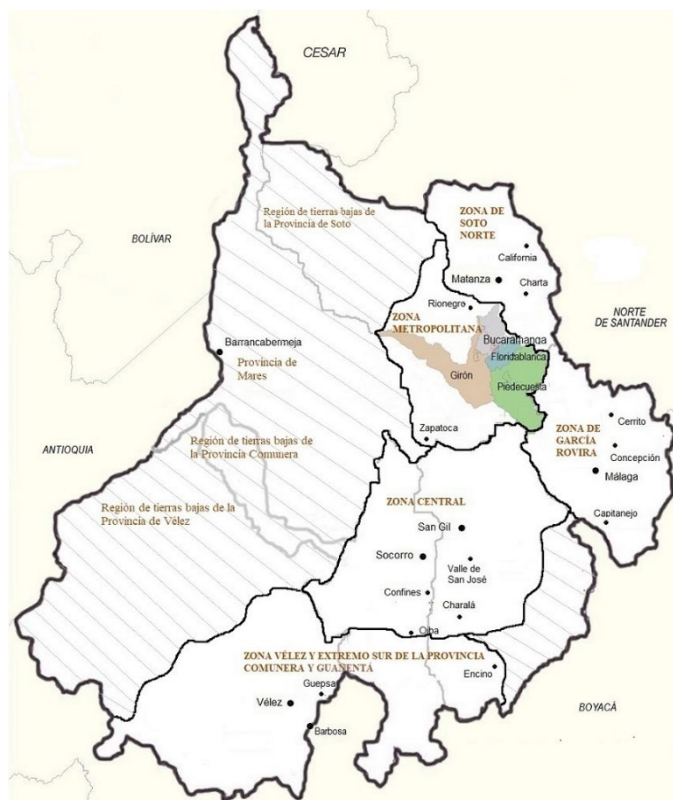 CESAR
Región de tierras bajas de
la Provincia de Soto
ZONA DE
SOTO
NORTE
BOLÍVAR
California
Matanza
Charta
Rionegro
NORTE
DE SANTANDER
ZONA
METROPOLITANA
Bucaramanga
Barrancabermeja
Floridablanca
Provincia de
Mares
Girón
Piedecuesta
Cerrito
ZONA DE
GARCÍA
ROVIRA
Zapatoca
Concepción
ANTIOQUIA
Región de tierras bajas de
la Provincia Comunera
Málaga
Región de tierras bajas de la
Provincia de Vélez
ZONA CENTRAL
Capitanejo
San Gil
Socorro
Valle de
San José
Confines
Charalá
Oiba
ZONA VÉLEZ Y EXTREMO SUR DE LA PROVINCIA
COMUNERA Y GUANENTÁ
Encino
Guepsa
Vélez
BOYACÁ
Barbosa